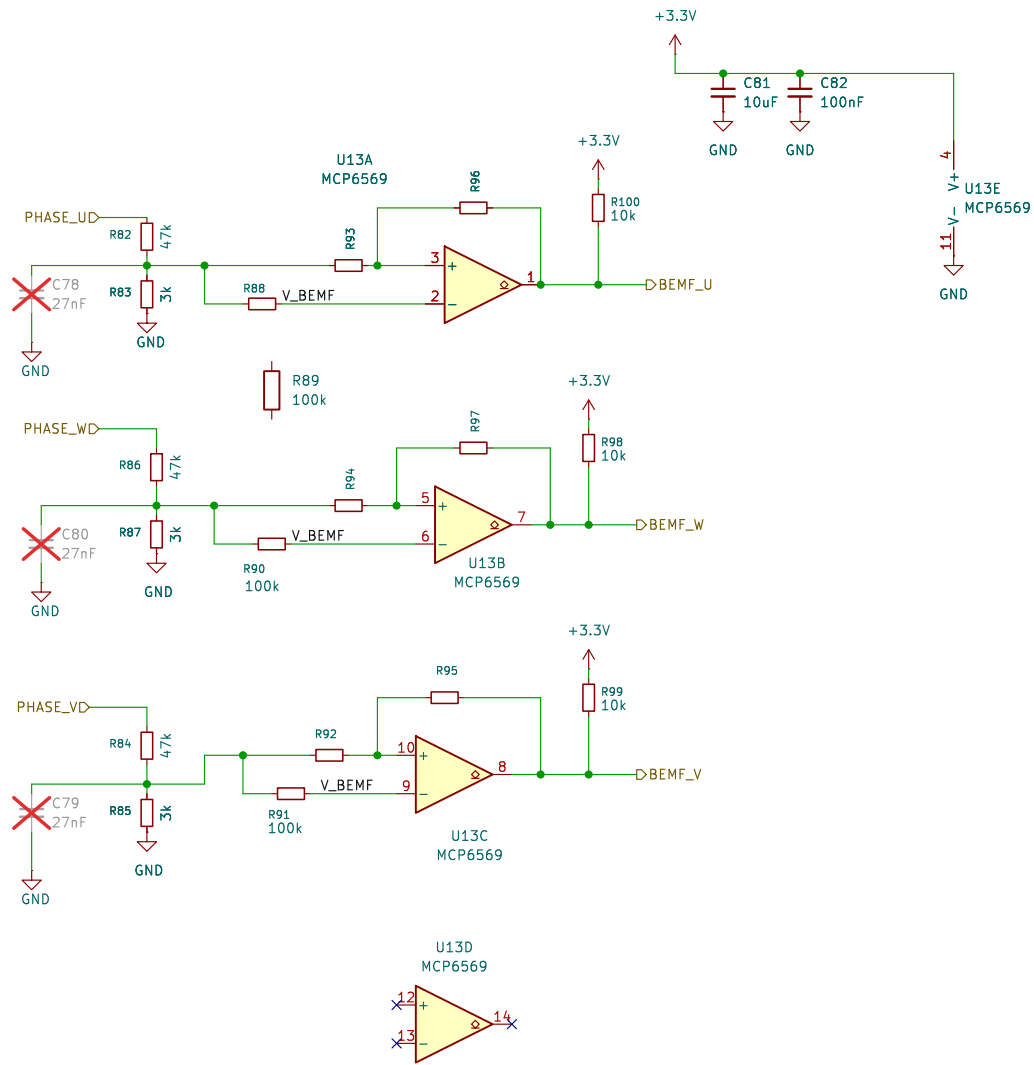 +3.3V
C81
10uF
C82
100nF
GND
GND
4
V+
U13E
MCP6569
V-
11
GND
U13A
MCP6569
+3.3V
R96
R100
10k
PHASE_U
R82
47k
R93
3
+
1
BEMF_U
C78
27nF
R83
3k
R88
V_BEMF
2
-
GND
GND
R89
100k
+3.3V
PHASE_W
R97
R98
10k
R86
47k
R94
5
+
7
BEMF_W
C80
27nF
R87
3k
V_BEMF
6
-
R90
100k
U13B
MCP6569
GND
GND
+3.3V
R95
R99
10k
PHASE_V
R84
47k
R92
10
+
8
BEMF_V
C79
27nF
R85
3k
V_BEMF
9
-
R91
100k
U13C
MCP6569
GND
GND
U13D
MCP6569
12
+
14
13
-